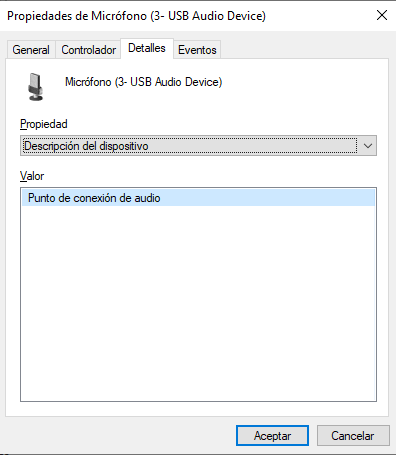 Propiedades de Micrófono (3- USB Audio Device)
General Controlador Detalles Eventos
Micrófono (3- USB Audio Device)
Propiedad
Descripción del dispositivo
Valor
Punto de conexión de audio
Aceptar Cancelar